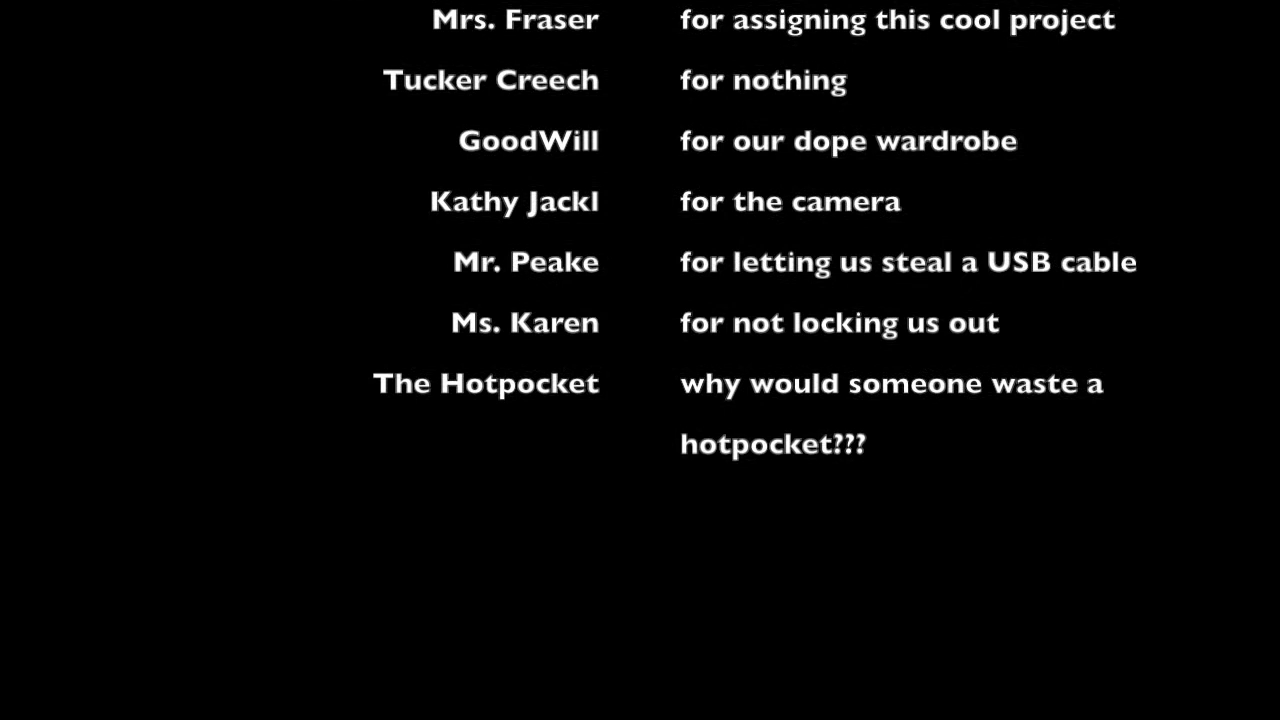 Mrs. Fraser for assigning this cool project
Tucker Creech for nothing
GoodWill for our dope wardrobe
Kathy Jackl for the camera
Mr. Peake for letting us steal a USB cable
Ms. Karen for not locking us out
The Hotpocket why would someone waste a
hotpocket???